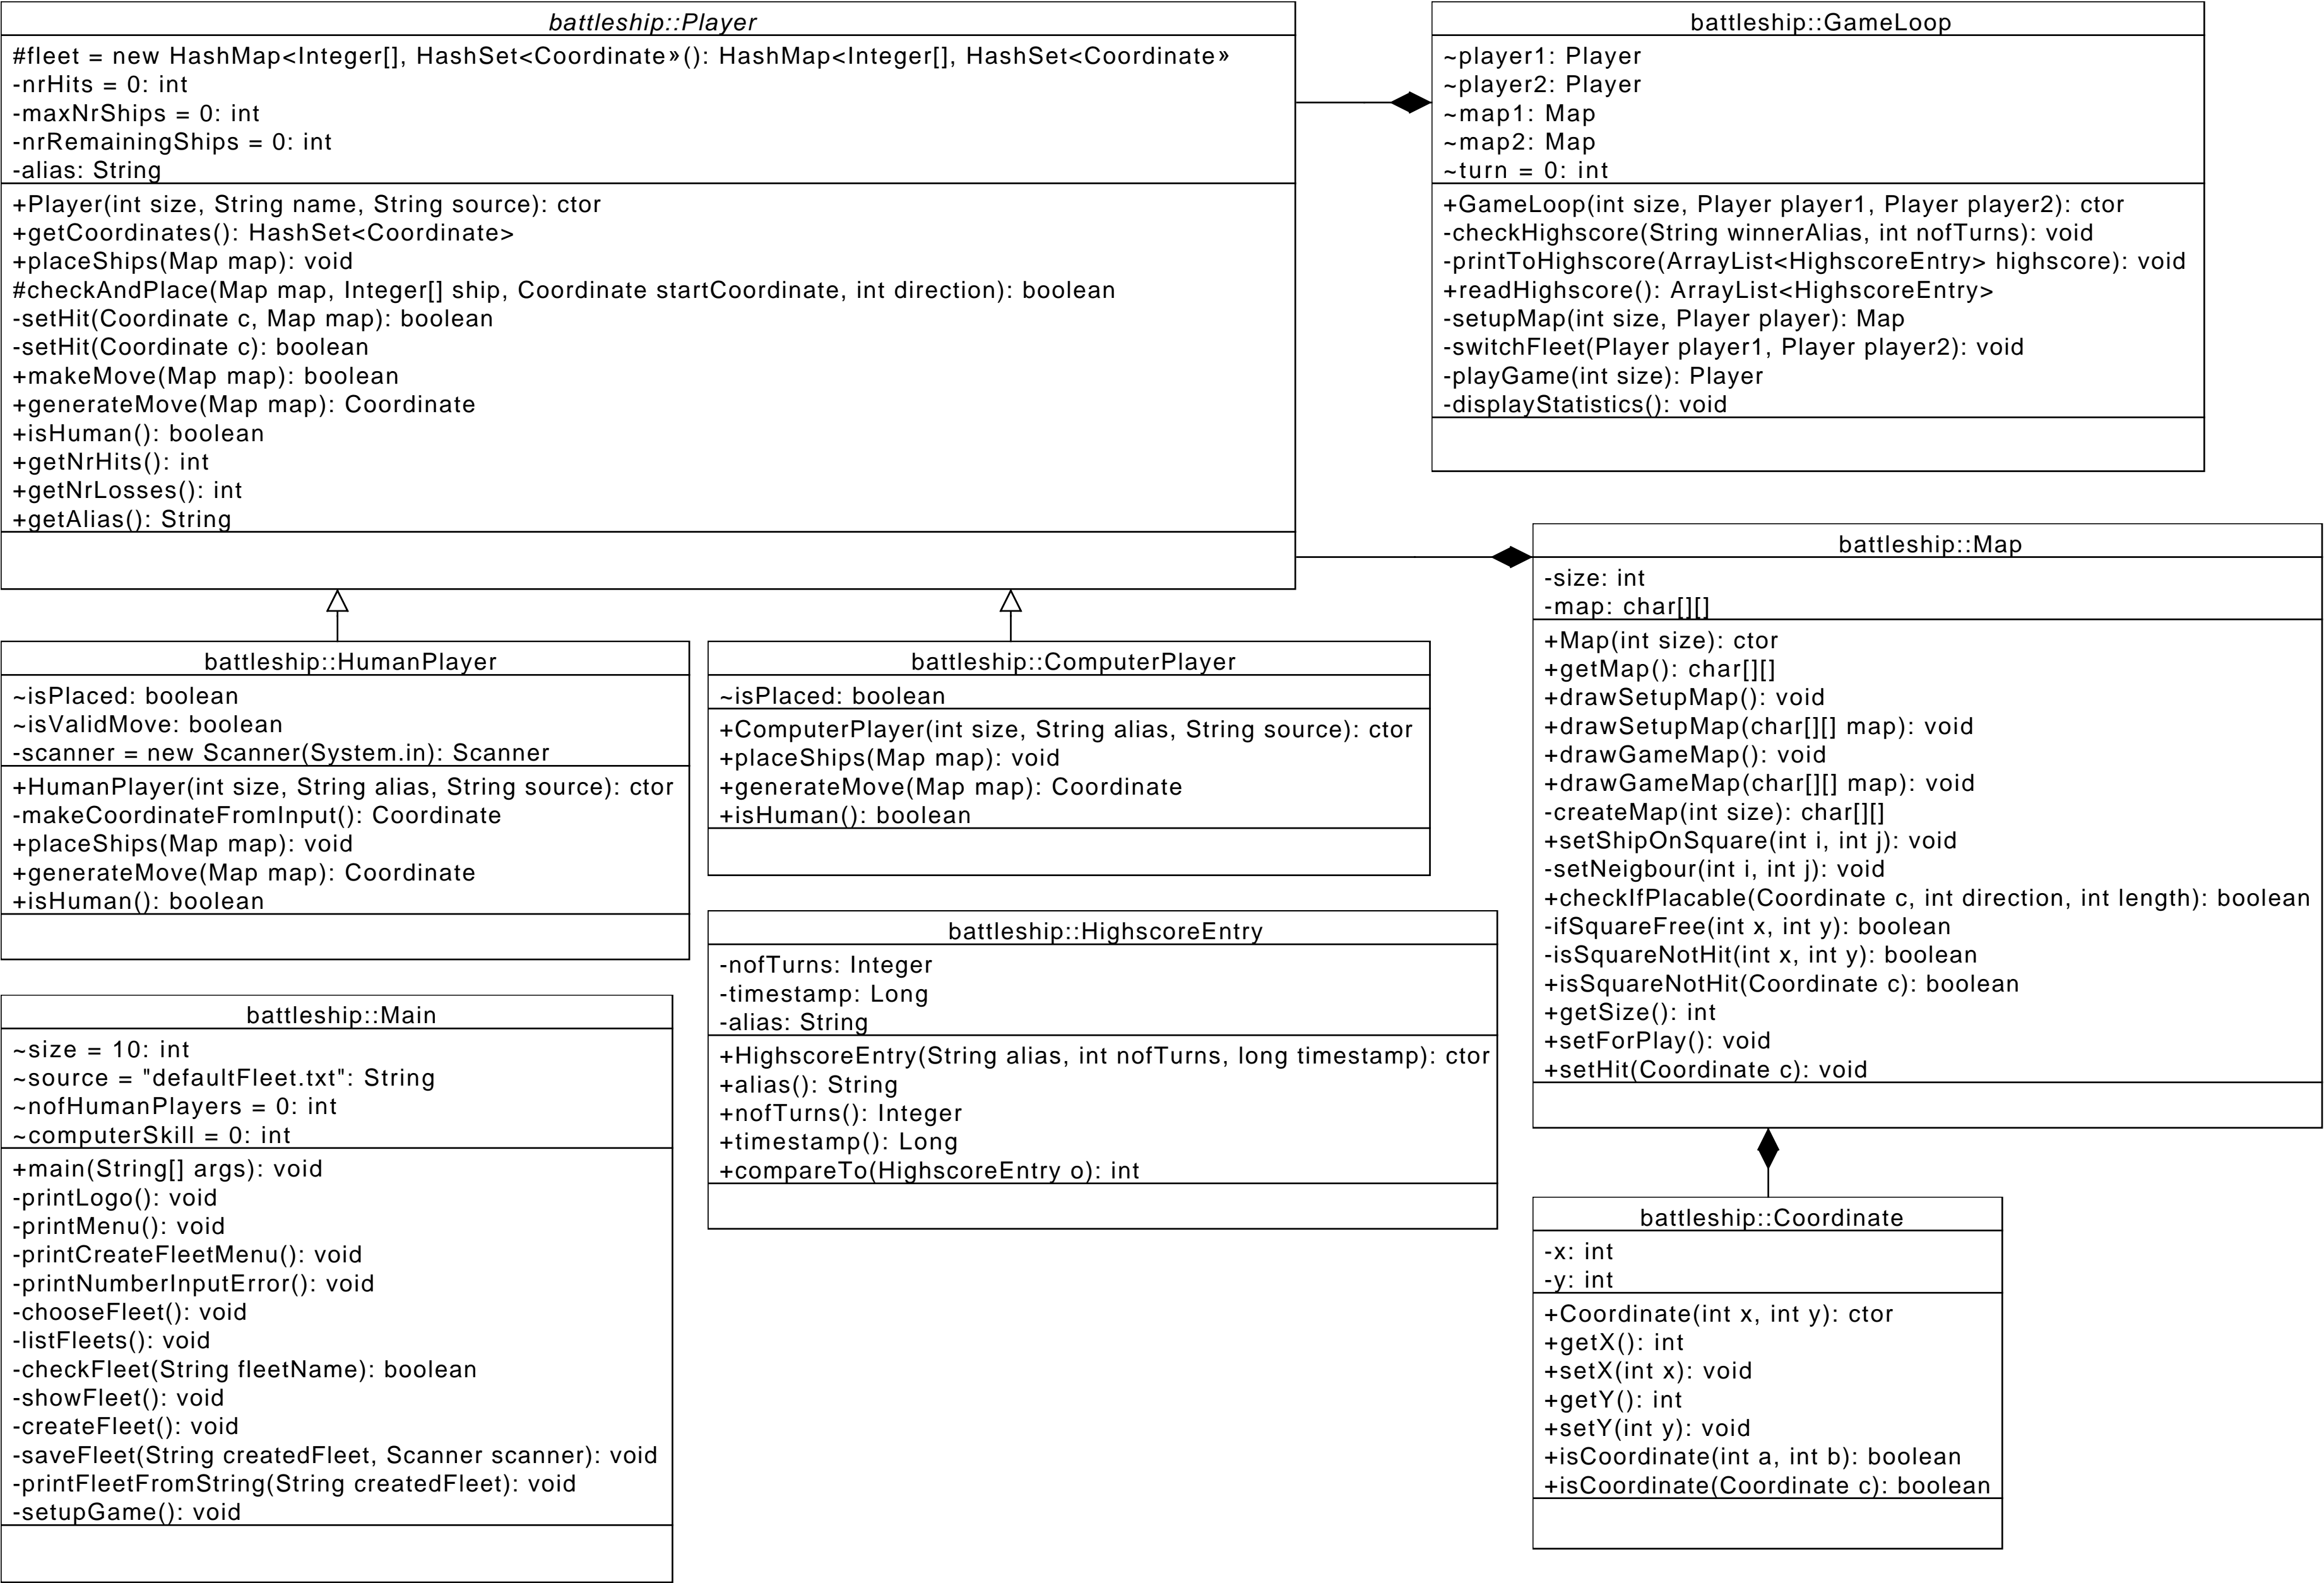 battleship::Player
#fleet = new HashMap<Integer[], HashSet<Coordinate»(): HashMap<Integer[], HashSet<Coordinate»
-nrHits = 0: int
-maxNrShips = 0: int
-nrRemainingShips = 0: int
-alias: String
+Player(int size, String name, String source): ctor
+getCoordinates(): HashSet<Coordinate>
+placeShips(Map map): void
#checkAndPlace(Map map, Integer[] ship, Coordinate startCoordinate, int direction): boolean
-setHit(Coordinate c, Map map): boolean
-setHit(Coordinate c): boolean
+makeMove(Map map): boolean
+generateMove(Map map): Coordinate
+isHuman(): boolean
+getNrHits(): int
+getNrLosses(): int
+getAlias(): String
battleship::GameLoop
~player1: Player
~player2: Player
~map1: Map
~map2: Map
~turn = 0: int
+GameLoop(int size, Player player1, Player player2): ctor
-checkHighscore(String winnerAlias, int nofTurns): void
-printToHighscore(ArrayList<HighscoreEntry> highscore): void
+readHighscore(): ArrayList<HighscoreEntry>
-setupMap(int size, Player player): Map
-switchFleet(Player player1, Player player2): void
-playGame(int size): Player
-displayStatistics(): void
battleship::Map
-size: int
-map: char[][]
+Map(int size): ctor
+getMap(): char[][]
+drawSetupMap(): void
+drawSetupMap(char[][] map): void
+drawGameMap(): void
+drawGameMap(char[][] map): void
-createMap(int size): char[][]
+setShipOnSquare(int i, int j): void
-setNeigbour(int i, int j): void
+checkIfPlacable(Coordinate c, int direction, int length): boolean
-ifSquareFree(int x, int y): boolean
-isSquareNotHit(int x, int y): boolean
+isSquareNotHit(Coordinate c): boolean
+getSize(): int
+setForPlay(): void
+setHit(Coordinate c): void
battleship::HumanPlayer
~isPlaced: boolean
~isValidMove: boolean
-scanner = new Scanner(System.in): Scanner
+HumanPlayer(int size, String alias, String source): ctor
-makeCoordinateFromInput(): Coordinate
+placeShips(Map map): void
+generateMove(Map map): Coordinate
+isHuman(): boolean
battleship::ComputerPlayer
~isPlaced: boolean
+ComputerPlayer(int size, String alias, String source): ctor
+placeShips(Map map): void
+generateMove(Map map): Coordinate
+isHuman(): boolean
battleship::HighscoreEntry
-nofTurns: Integer
-timestamp: Long
-alias: String
+HighscoreEntry(String alias, int nofTurns, long timestamp): ctor
+alias(): String
+nofTurns(): Integer
+timestamp(): Long
+compareTo(HighscoreEntry o): int
battleship::Main
~size = 10: int
~source = "defaultFleet.txt": String
~nofHumanPlayers = 0: int
~computerSkill = 0: int
+main(String[] args): void
-printLogo(): void
-printMenu(): void
-printCreateFleetMenu(): void
-printNumberInputError(): void
-chooseFleet(): void
-listFleets(): void
-checkFleet(String fleetName): boolean
-showFleet(): void
-createFleet(): void
-saveFleet(String createdFleet, Scanner scanner): void
-printFleetFromString(String createdFleet): void
-setupGame(): void
battleship::Coordinate
-x: int
-y: int
+Coordinate(int x, int y): ctor
+getX(): int
+setX(int x): void
+getY(): int
+setY(int y): void
+isCoordinate(int a, int b): boolean
+isCoordinate(Coordinate c): boolean